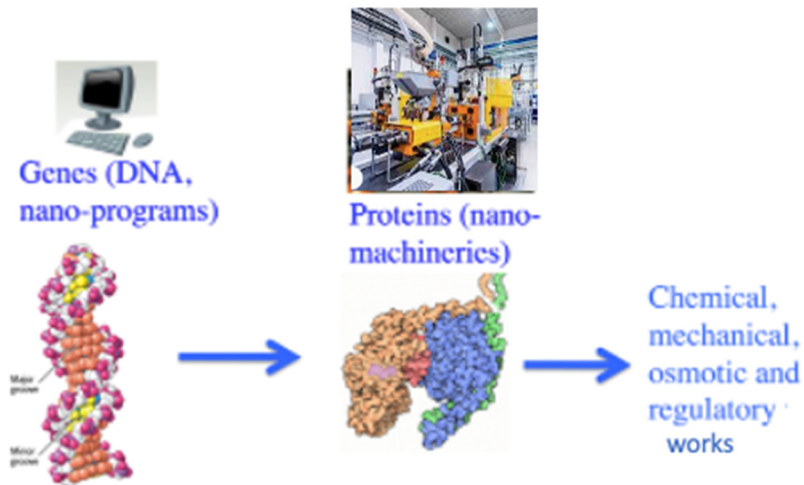 Genes (DNA,
nano-programs)
Proteins (nano-
machineries)
Major
groove
Minor
groove
Chemical,
mechanical,
osmotic and
regulatory
works